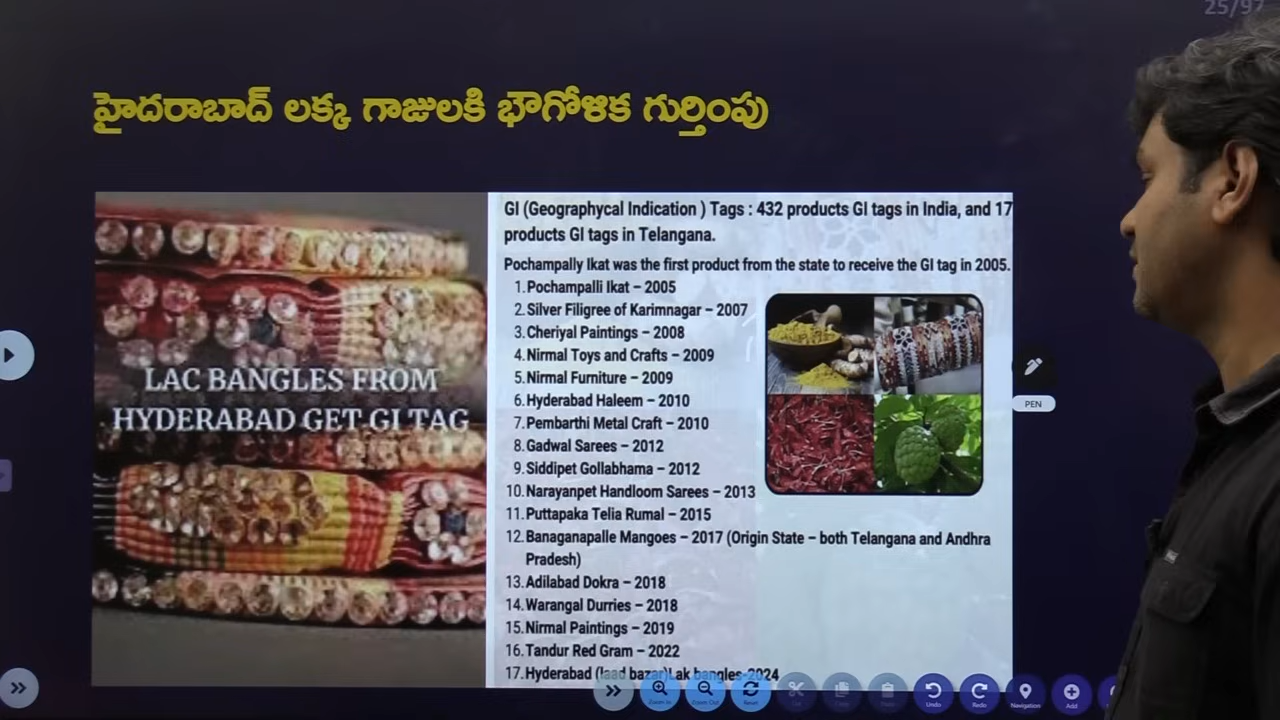 25/97
హైదరాబాద్ లక్క గాజులకి భౌగోళిక గుర్తింపు
LAC BANGLES FROM
HYDERABAD GET GI TAG
GI (Geographycal Indication ) Tags : 432 products GI tags in India, and 17
products GI tags in Telangana.
Pochampally Ikat was the first product from the state to receive the GI tag in 2005.
1. Pochampalli Ikat – 2005
2. Silver Filigree of Karimnagar – 2007
3. Cheriyal Paintings – 2008
4. Nirmal Toys and Crafts – 2009
5. Nirmal Furniture – 2009
6. Hyderabad Haleem – 2010
7. Pembarthi Metal Craft – 2010
8. Gadwal Sarees – 2012
9. Siddipet Gollabhama – 2012
10. Narayanpet Handloom Sarees – 2013
11. Puttapaka Telia Rumal – 2015
12. Banaganapalle Mangoes – 2017 (Origin State – both Telangana and Andhra
Pradesh)
13. Adilabad Dokra – 2018
14. Warangal Durries – 2018
15. Nirmal Paintings – 2019
16. Tandur Red Gram – 2022
17. Hyderabad (laad bazar)Lak bangles-2024
PEN
Zoom In Zoom Out Reset Undo Redo Navigation Add